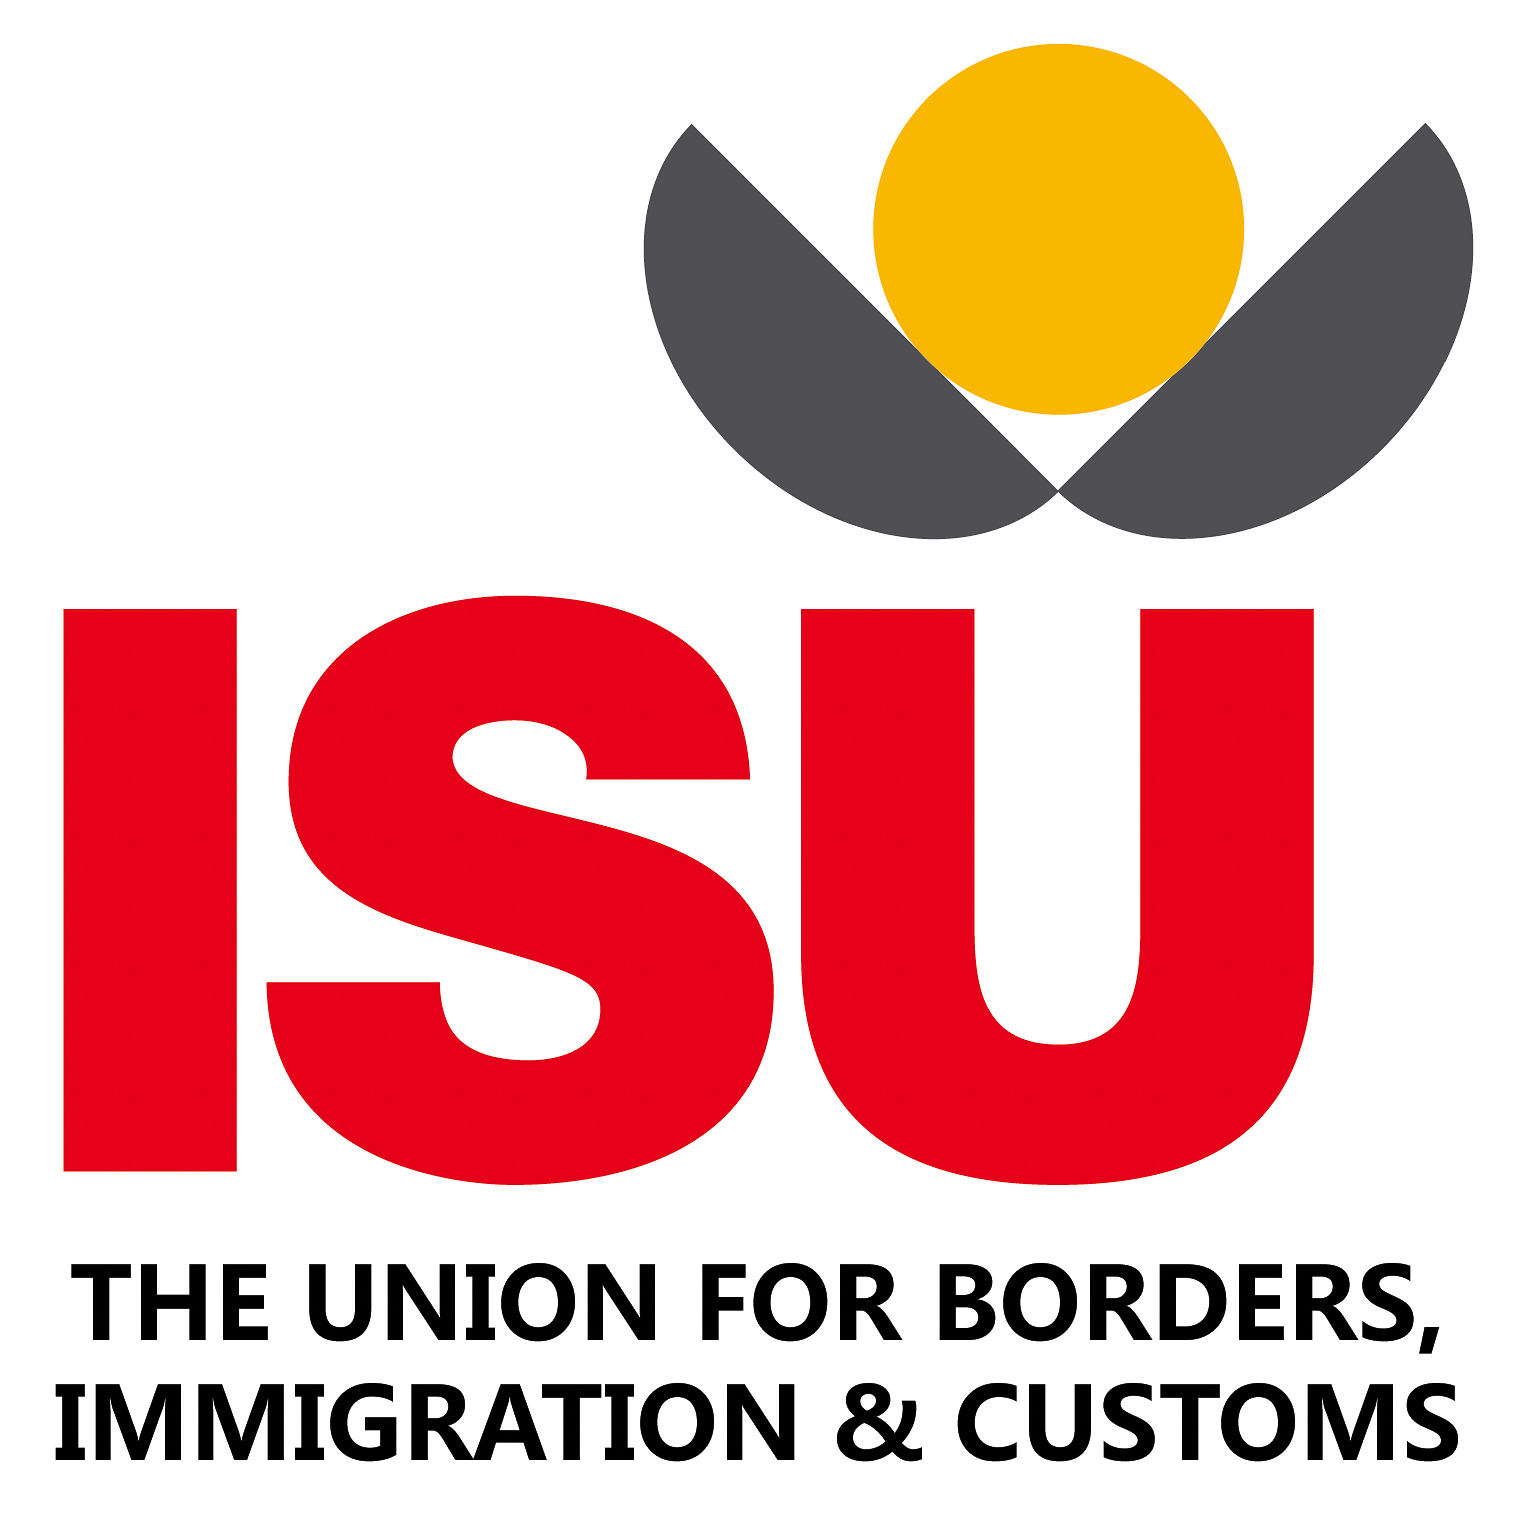 ISU
THE UNION FOR BORDERS,
IMMIGRATION & CUSTOMS